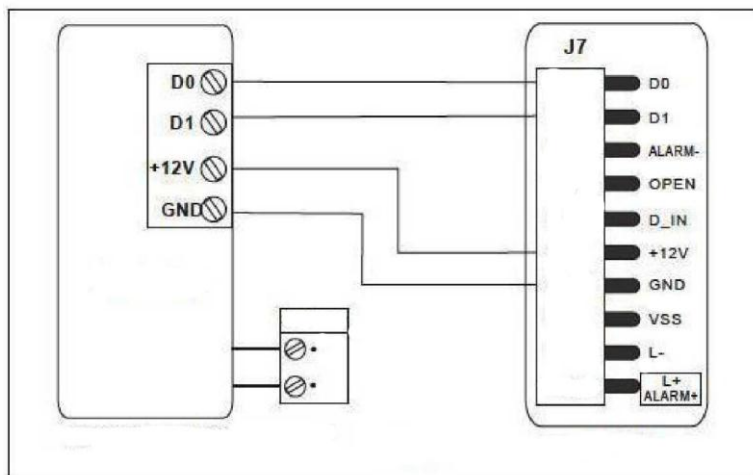 D0
D1
+12V
GND
J7
D0
D1
ALARM-
OPEN
D_IN
+12V
GND
VSS
L-
L+
ALARM+